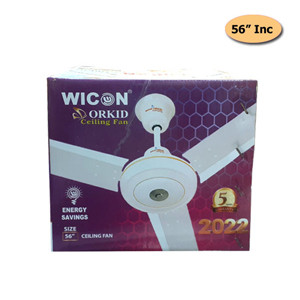 56” Inc
WICON
ORKID
Ceiling Fan
ENERGY
SAVINGS
5
2022
SIZE
56"
CEILING FAN